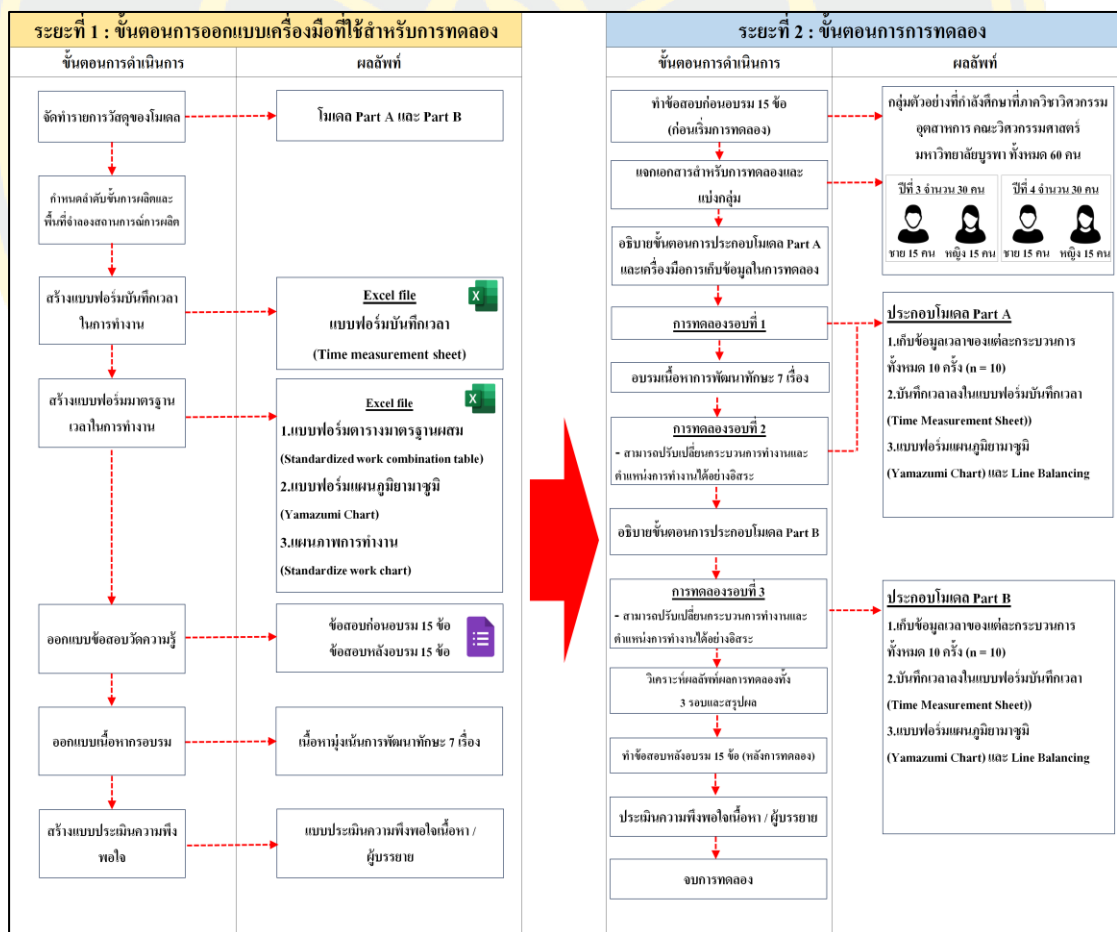 ระยะที่ 1 : ขั้นตอนการออกแบบเครื่องมือที่ใช้สำหรับการทดลอง
ขั้นตอนการดำเนินการ
ผลลัพท์
จัดทำรายการวัสดุของโมเดล
โมเดล Part A และ Part B
กำหนดลำดับขั้นการผลิตและ
พื้นที่จำลองสถานการณ์การผลิต
สร้างแบบฟอร์มบันทึกเวลา
ในการทำงาน
Excel file
แบบฟอร์มบันทึกเวลา
(Time measurement sheet)
สร้างแบบฟอร์มมาตรฐาน
เวลาในการทำงาน
Excel file
1.แบบฟอร์มตารางมาตรฐานผสม
(Standardized work combination table)
2.แบบฟอร์มแผนภูมิยามาซูมิ
(Yamazumi Chart)
3.แผนภาพการทำงาน
(Standardize work chart)
ออกแบบข้อสอบวัดความรู้
ข้อสอบก่อนอบรม 15 ข้อ
ข้อสอบหลังอบรม 15 ข้อ
ออกแบบเนื้อหากรอบรม
เนื้อหามุ่งเน้นการพัฒนาทักษะ 7 เรื่อง
สร้างแบบประเมินความพึง
พอใจ
แบบประเมินความพึงพอใจเนื้อหา /
ผู้บรรยาย
ระยะที่ 2 : ขั้นตอนการทดลอง
ขั้นตอนการดำเนินการ
ผลลัพท์
ทำข้อสอบก่อนอบรม 15 ข้อ
(ก่อนเริ่มการทดลอง)
กลุ่มตัวอย่างที่กำลังศึกษาที่ภาควิชาวิศวกรรม
อุตสาหการ คณะวิศวกรรมศาสตร์
มหาวิทยาลัยบูรพา ทั้งหมด 60 คน
ปีที่ 3 จำนวน 30 คน
ปีที่ 4 จำนวน 30 คน
ชาย 15 คน
หญิง 15 คน
ชาย 15 คน
หญิง 15 คน
แจกเอกสารสำหรับการทดลองและ
แบ่งกลุ่ม
อธิบายขั้นตอนการประกอบโมเดล Part A
และเครื่องมือการเก็บข้อมูลในการทดลอง
การทดลองรอบที่ 1
อบรมเนื้อหาการพัฒนาทักษะ 7 เรื่อง
การทดลองรอบที่ 2
- สามารถปรับเปลี่ยนกระบวนการทำงานและ
ตำแหน่งการทำงานได้อย่างอิสระ
ประกอบโมเดล Part A
1.เก็บข้อมูลเวลาของแต่ละกระบวนการ
ทั้งหมด 10 ครั้ง (n = 10)
2.บันทึกเวลาลงในแบบฟอร์มบันทึกเวลา
(Time Measurement Sheet))
3.แบบฟอร์มแผนภูมิยามาซูมิ
(Yamazumi Chart) และ Line Balancing
อธิบายขั้นตอนการประกอบโมเดล Part B
การทดลองรอบที่ 3
- สามารถปรับเปลี่ยนกระบวนการทำงานและ
ตำแหน่งการทำงานได้อย่างอิสระ
ประกอบโมเดล Part B
1.เก็บข้อมูลเวลาของแต่ละกระบวนการ
ทั้งหมด 10 ครั้ง (n = 10)
2.บันทึกเวลาลงในแบบฟอร์มบันทึกเวลา
(Time Measurement Sheet))
3.แบบฟอร์มแผนภูมิยามาซูมิ
(Yamazumi Chart) และ Line Balancing
วิเคราะห์ผลลัพท์ผลการทดลองทั้ง
3 รอบและสรุปผล
ทำข้อสอบหลังอบรม 15 ข้อ (หลังการทดลอง)
ประเมินความพึงพอใจเนื้อหา / ผู้บรรยาย
จบการทดลอง